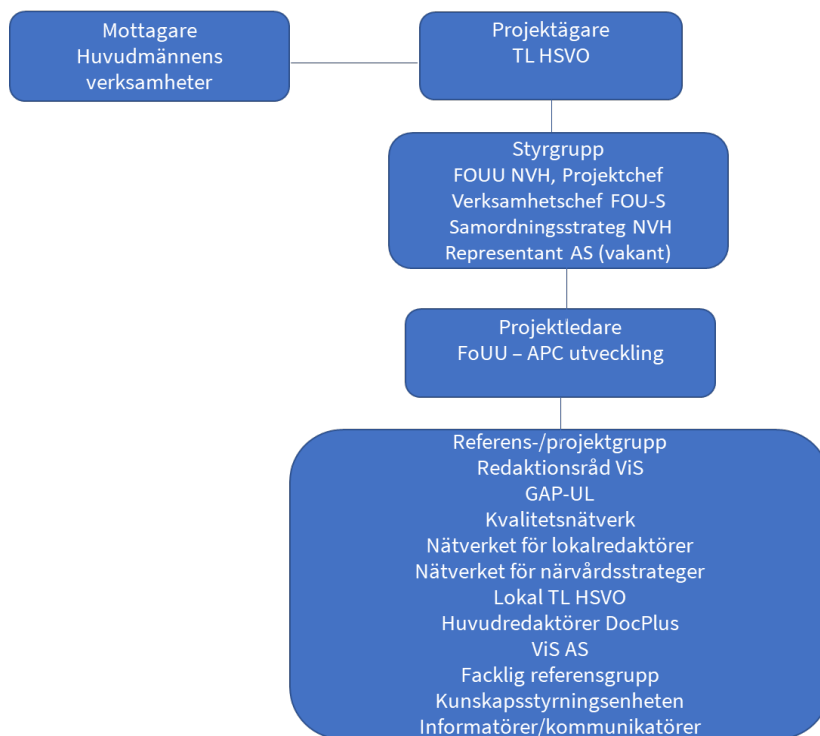 Mottagare
Huvudmännens
verksamheter
Projektägare
TL HSVO
Styrgrupp
FOUU NVH, Projektchef
Verksamhetschef FOU-S
Samordningsstrateg NVH
Representant AS (vakant)
Projektledare
FoUU – APC utveckling
Referens-/projektgrupp
Redaktionsråd ViS
GAP-UL
Kvalitetsnätverk
Nätverket för lokalredaktörer
Nätverket för närvårdsstrateger
Lokal TL HSVO
Huvudredaktörer DocPlus
ViS AS
Facklig referensgrupp
Kunskapsstyrningsenheten
Informatörer/kommunikatörer